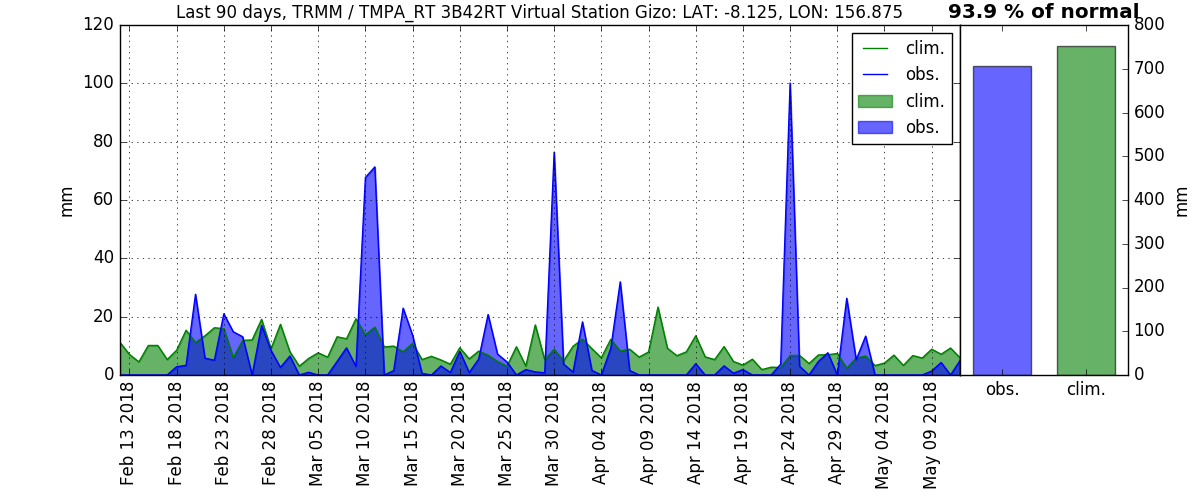 Last 90 days, TRMM / TMPA_RT 3B42RT Virtual Station Gizo: LAT: -8.125, LON: 156.875
93.9 % of normal
120
100
80
60
40
20
0
mm
clim.
obs.
clim.
obs.
800
700
600
500
400
300
200
100
0
mm
Feb 13 2018
Feb 18 2018
Feb 23 2018
Feb 28 2018
Mar 05 2018
Mar 10 2018
Mar 15 2018
Mar 20 2018
Mar 25 2018
Mar 30 2018
Apr 04 2018
Apr 09 2018
Apr 14 2018
Apr 19 2018
Apr 24 2018
Apr 29 2018
May 04 2018
May 09 2018
obs.
clim.